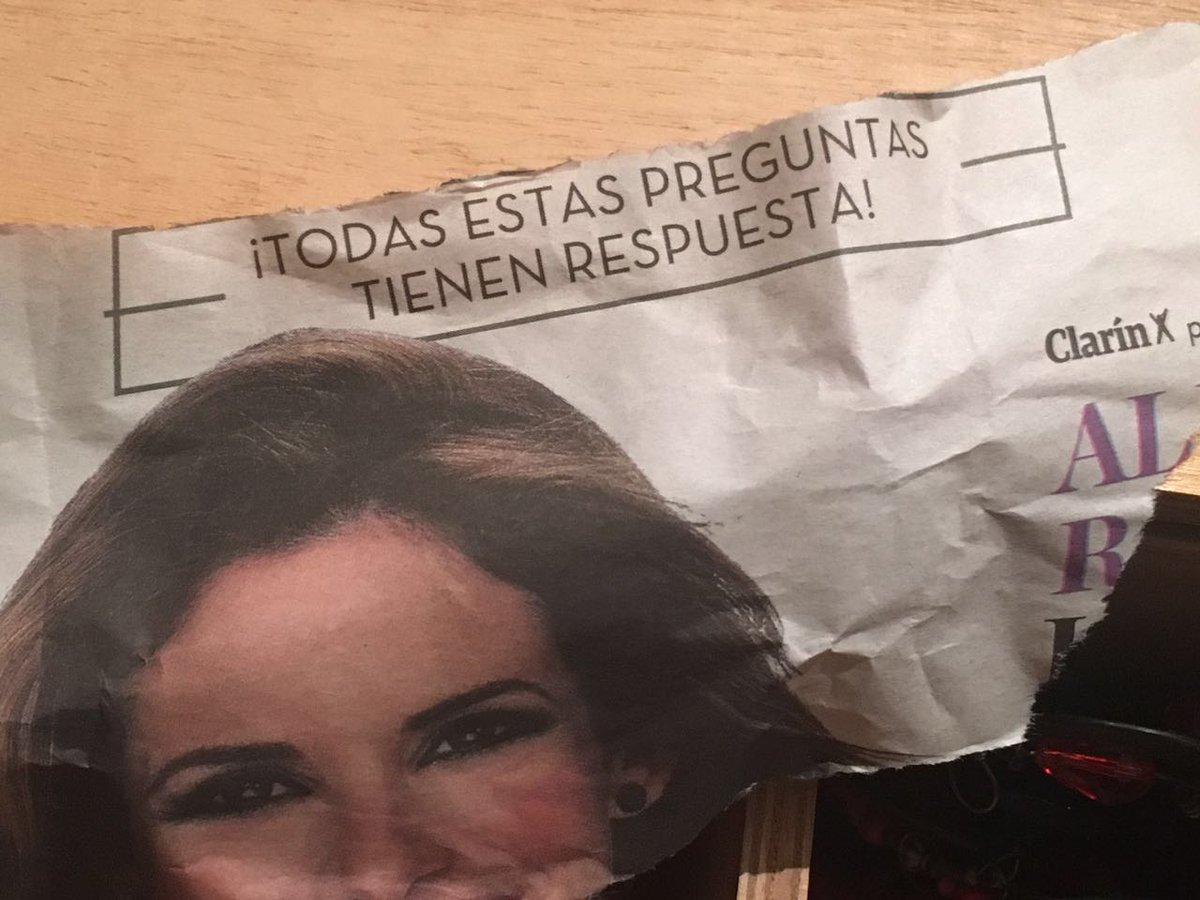 ¡TODAS ESTAS PREGUNTAS
TIENEN RESPUESTA!
Clarín